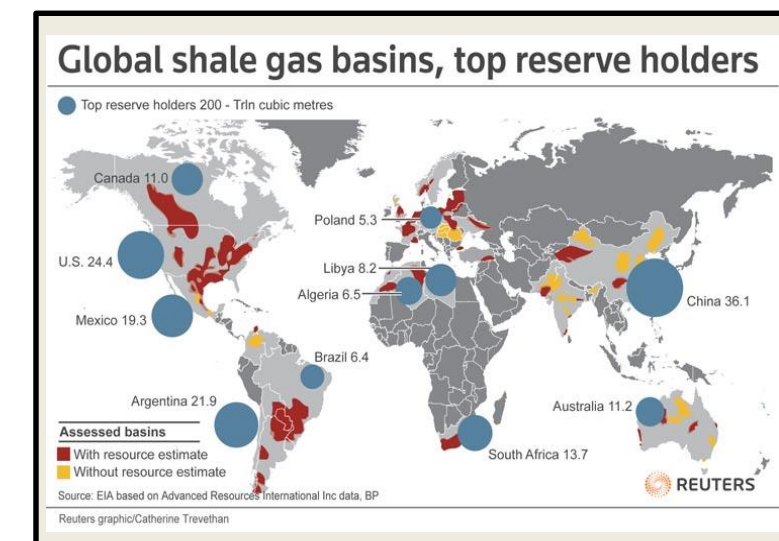 Global shale gas basins, top reserve holders
Top reserve holders 200 - Trln cubic metres
Canada 11.0
Poland 5.3
U.S. 24.4
Libya 8.2
Algeria 6.5
China 36.1
Mexico 19.3
Brazil 6.4
Argentina 21.9
Australia 11.2
South Africa 13.7
Assessed basins
With resource estimate
Without resource estimate
REUTERS
Source: EIA based on Advanced Resources International Inc data, BP
Reuters graphic/Catherine Trevethan